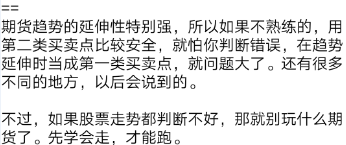 ==
期货趋势的延伸性特别强，所以如果不熟练的，用
第二类买卖点比较安全，就怕你判断错误，在趋势
延伸时当成第一类买卖点，就问题大了。还有很多
不同的地方，以后会说到的。
不过，如果股票走势都判断不好，那就别玩什么期
货了。先学会走，才能跑。